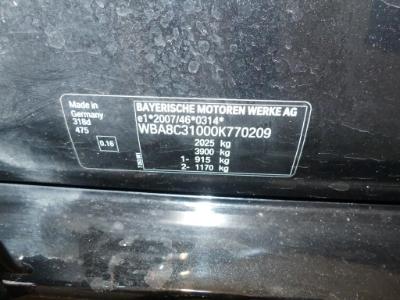 Made in
Germany
318d
475
0.16
BAYERISCHE MOTOREN WERKE AG
e1*2007/46*0314*
WBA8C31000K770209
2025 kg
3900 kg
1- 915 kg
2- 1170 kg